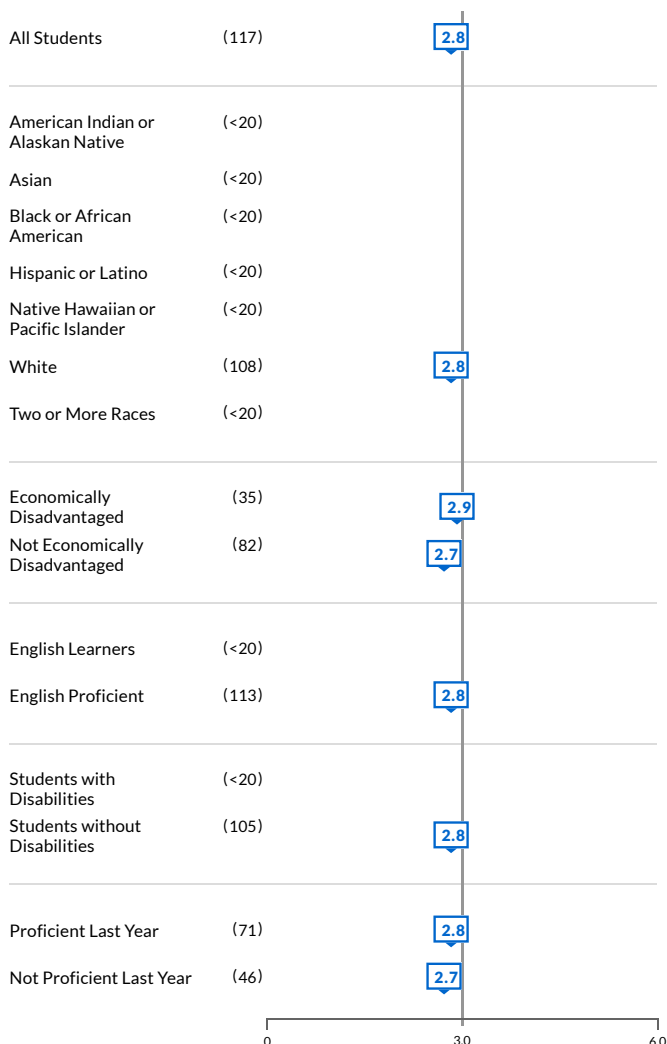 All Students (117) 2.8
American Indian or (<20)
Alaskan Native
Asian (<20)
Black or African (<20)
American
Hispanic or Latino (<20)
Native Hawaiian or (<20)
Pacific Islander
White (108) 2.8
Two or More Races (<20)
Economically (35) 2.9
Disadvantaged
Not Economically (82) 2.7
Disadvantaged
English Learners (<20)
English Proficient (113) 2.8
Students with (<20)
Disabilities
Students without (105) 2.8
Disabilities
Proficient Last Year (71) 2.8
Not Proficient Last Year (46) 2.7
0 3.0 6.0